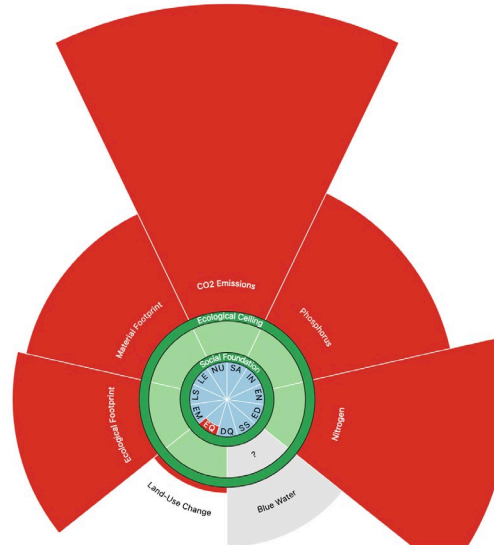 CO2 Emissions
Phosphorus
Nitrogen
Blue Water
?
Land-Use Change
Ecological Footprint
Material Footprint
Ecological Ceiling
Social Foundation
SA
IN
EN
ED
SS
DQ
EQ
EM
LS
LE
NU